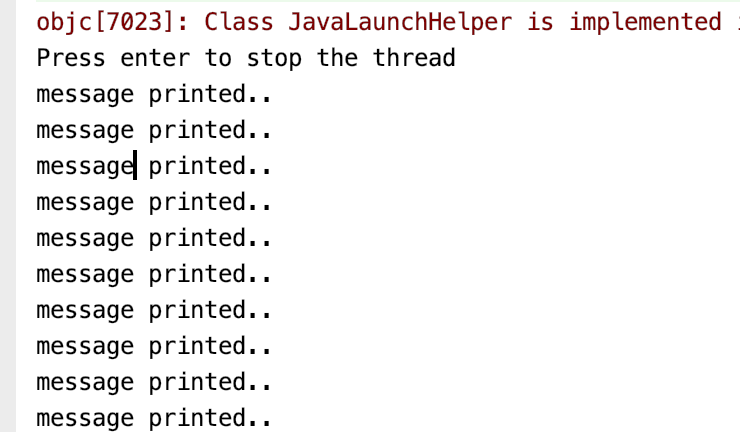 objc[7023]: Class JavaLaunchHelper is implemented
Press enter to stop the thread
message printed..
message printed..
message printed..
message printed..
message printed..
message printed..
message printed..
message printed..
message printed..
message printed..